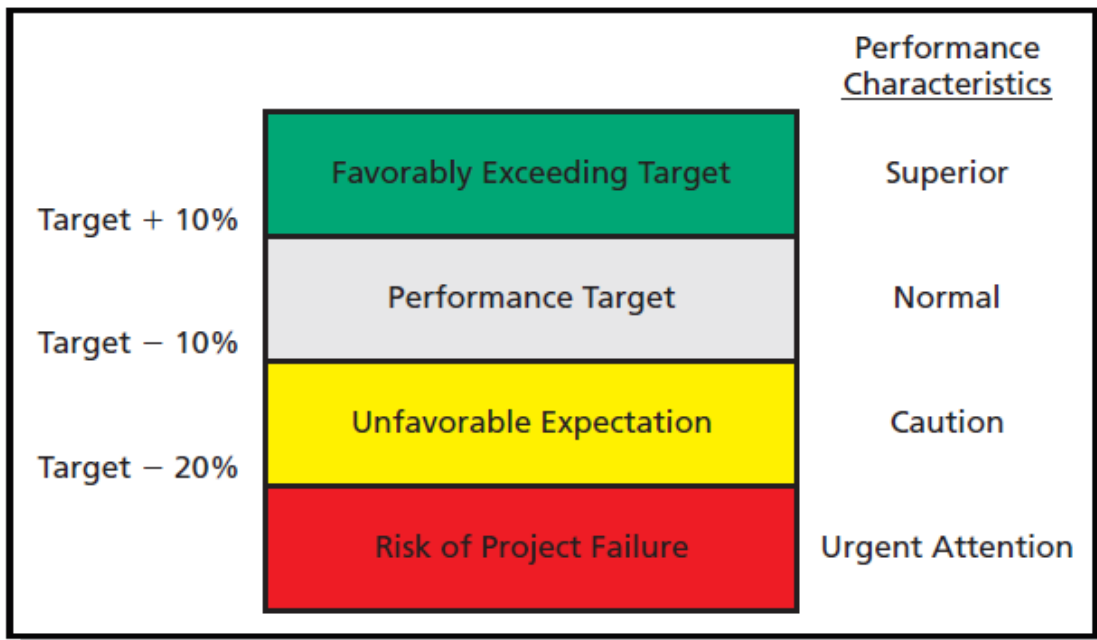 Performance
Characteristics
Favorably Exceeding Target
Superior
Target + 10%
Performance Target
Normal
Target − 10%
Unfavorable Expectation
Caution
Target − 20%
Risk of Project Failure
Urgent Attention